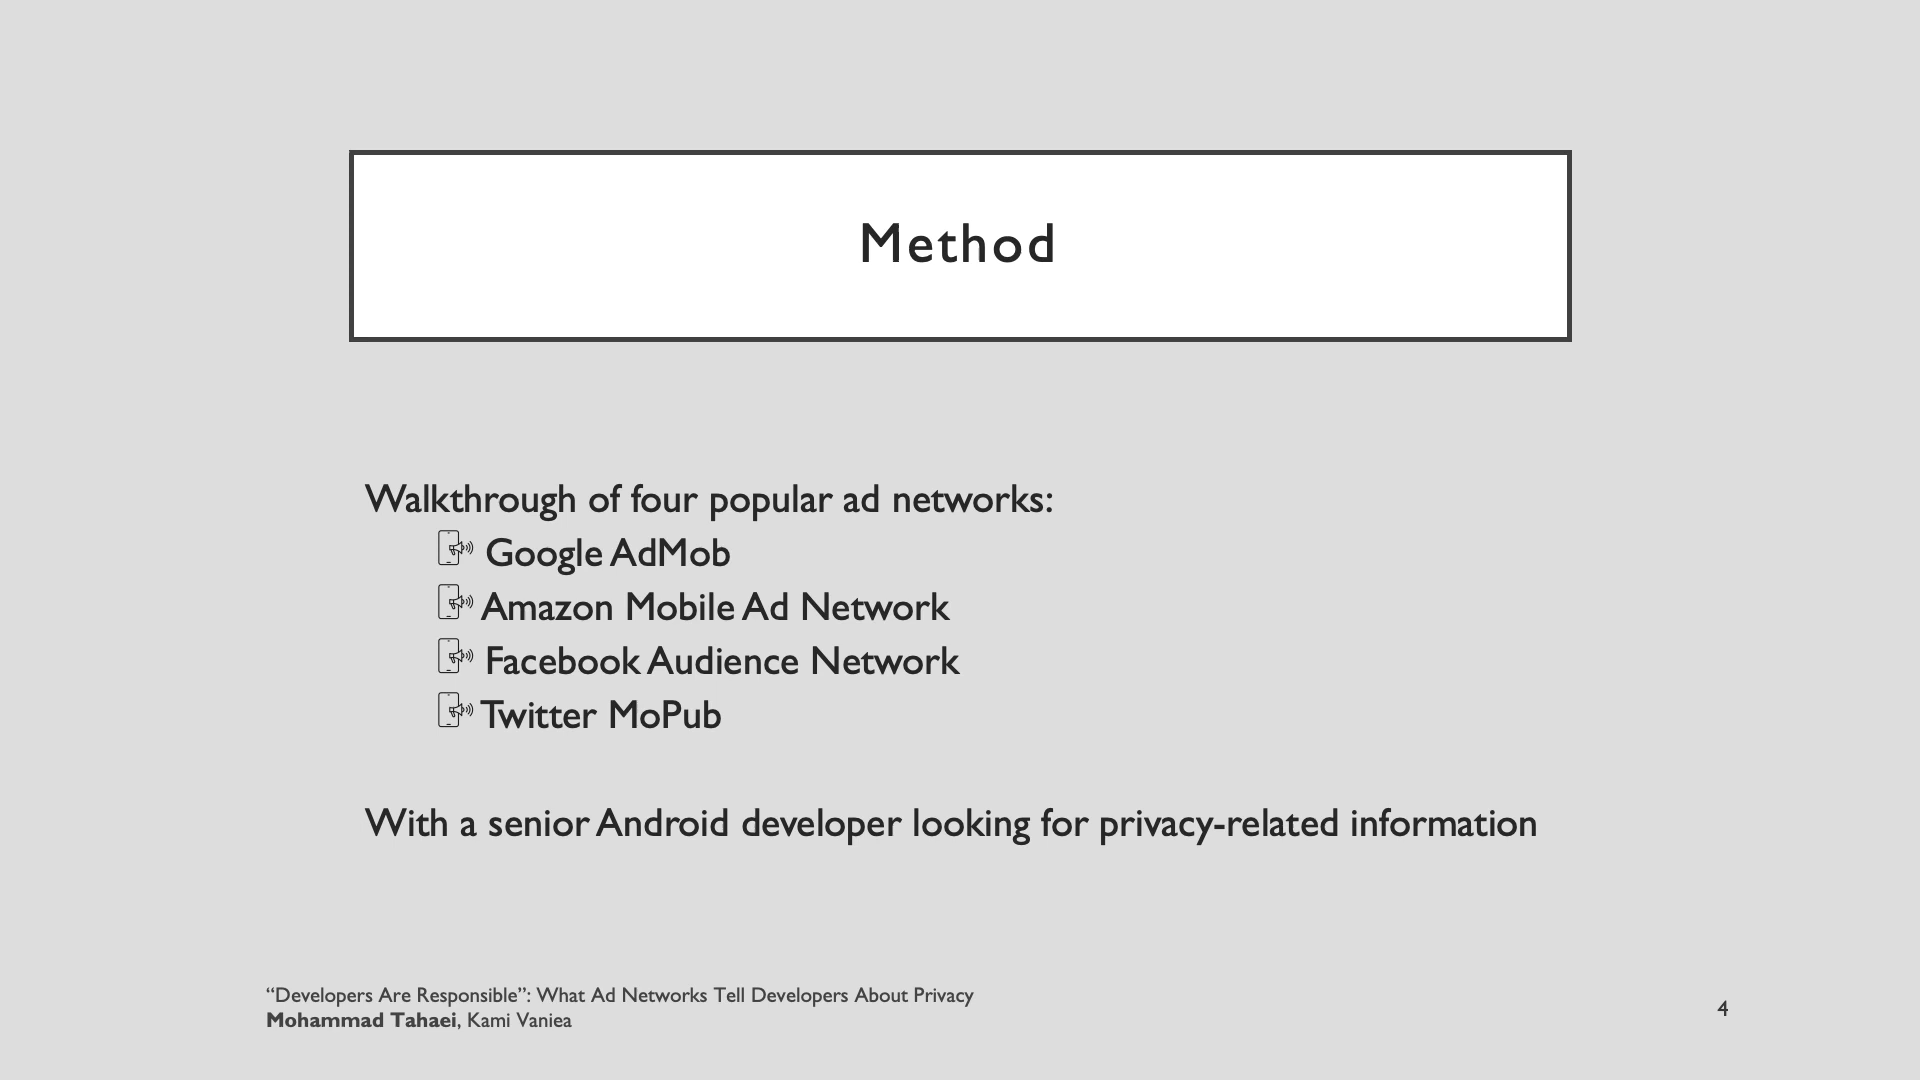 Method
Walkthrough of four popular ad networks:
Google AdMob
Amazon Mobile Ad Network
Facebook Audience Network
Twitter MoPub
With a senior Android developer looking for privacy-related information
“Developers Are Responsible”: What Ad Networks Tell Developers About Privacy
Mohammad Tahaei, Kami Vaniea
4